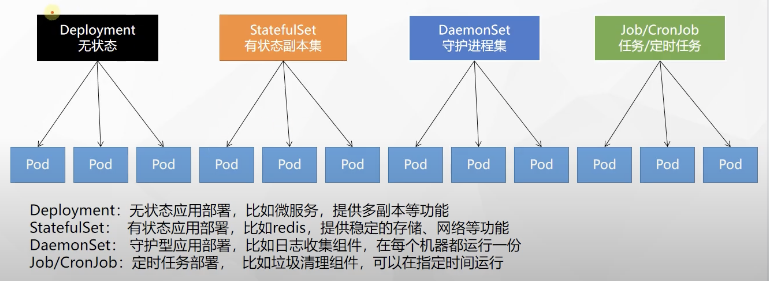 Deployment
无状态
StatefulSet
有状态副本集
DaemonSet
守护进程集
Job/CronJob
任务/定时任务
Pod
Pod
Pod
Pod
Pod
Pod
Pod
Pod
Pod
Pod
Pod
Pod
Deployment：无状态应用部署，比如微服务，提供多副本等功能
StatefulSet： 有状态应用部署，比如redis，提供稳定的存储、网络等功能
DaemonSet： 守护型应用部署，比如日志收集组件，在每个机器都运行一份
Job/CronJob：定时任务部署， 比如垃圾清理组件，可以在指定时间运行